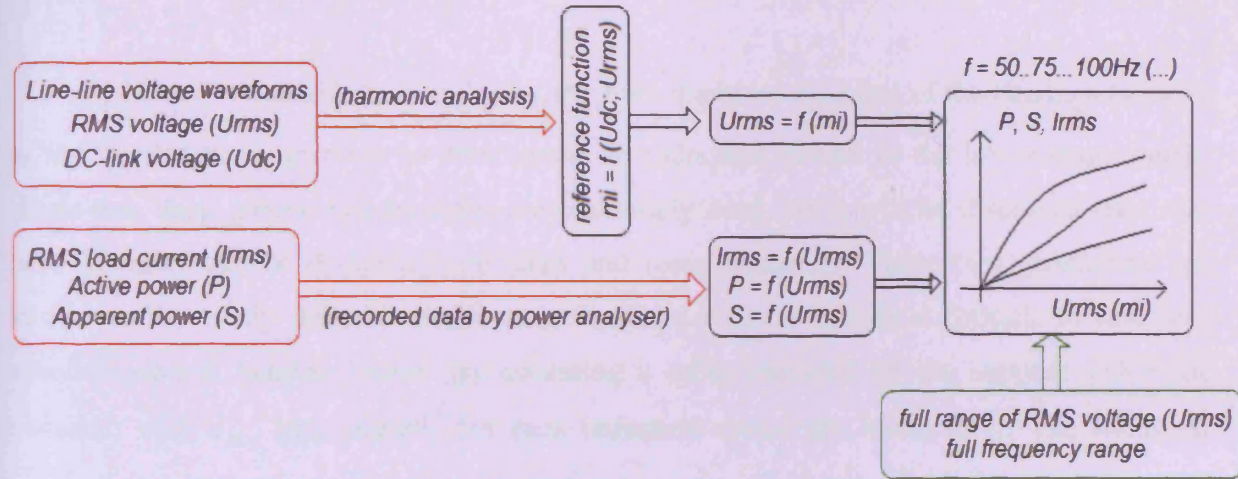 Line-line voltage waveforms
RMS voltage (Urms)
DC-link voltage (Udc)
(harmonic analysis)
reference function
mi = f(Udc; Urms)
Urms = f (mi)
f = 50..75...100Hz (...)
P, S, Irms
Urms (mi)
RMS load current (Irms)
Active power (P)
Apparent power (S)
(recorded data by power analyser)
Irms = f (Urms)
P = f (Urms)
S = f (Urms)
full range of RMS voltage (Urms)
full frequency range